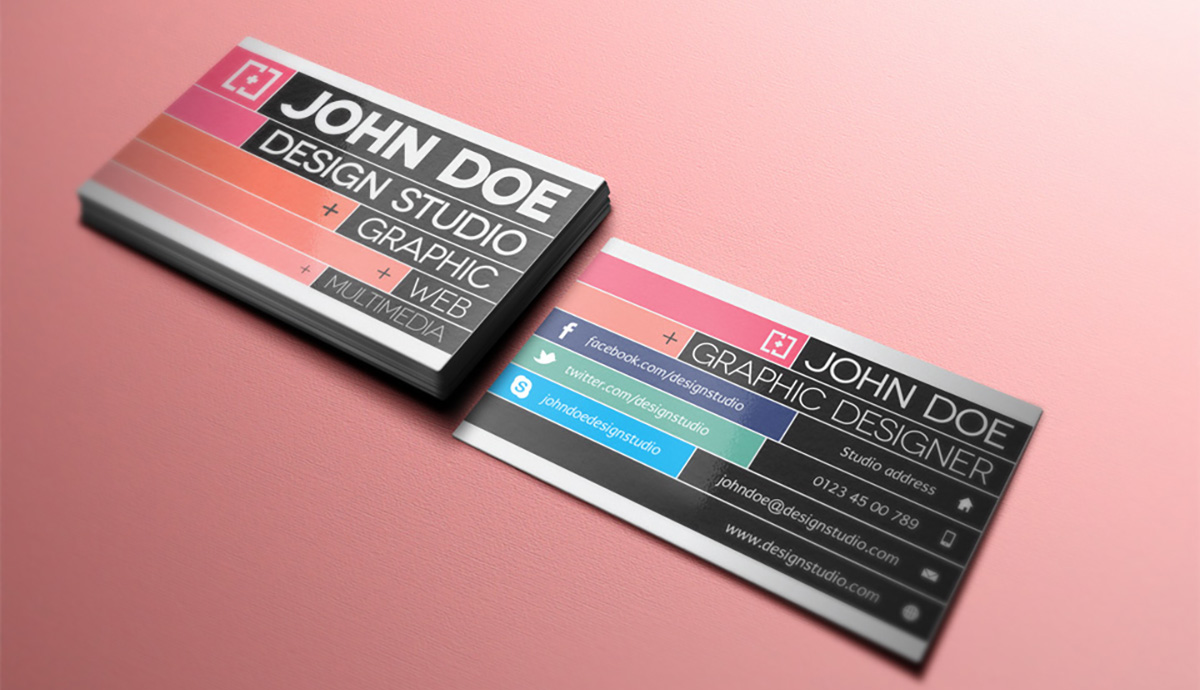 JOHN DOE
DESIGN STUDIO
+ GRAPHIC
+ WEB
+ MULTIMEDIA
JOHN DOE
+ GRAPHIC DESIGNER
facebook.com/designstudio
Studio address
twitter.com/designstudio
0123 45 00 789
johndoedesignstudio
johndoe@designstudio.com
www.designstudio.com